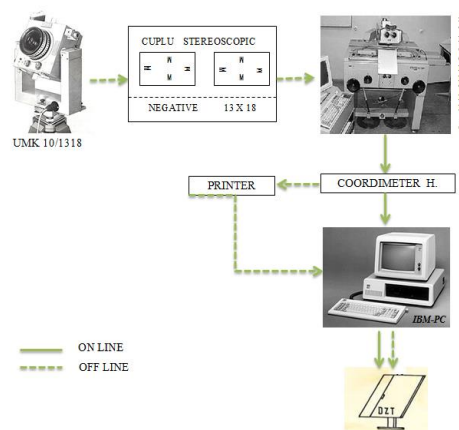 CUPLU STEREOSCOPIC
NEGATIVE 13 X 18
UMK 10/1318
PRINTER
COORDIMETER H.
IBM-PC
ON LINE
OFF LINE
DZT